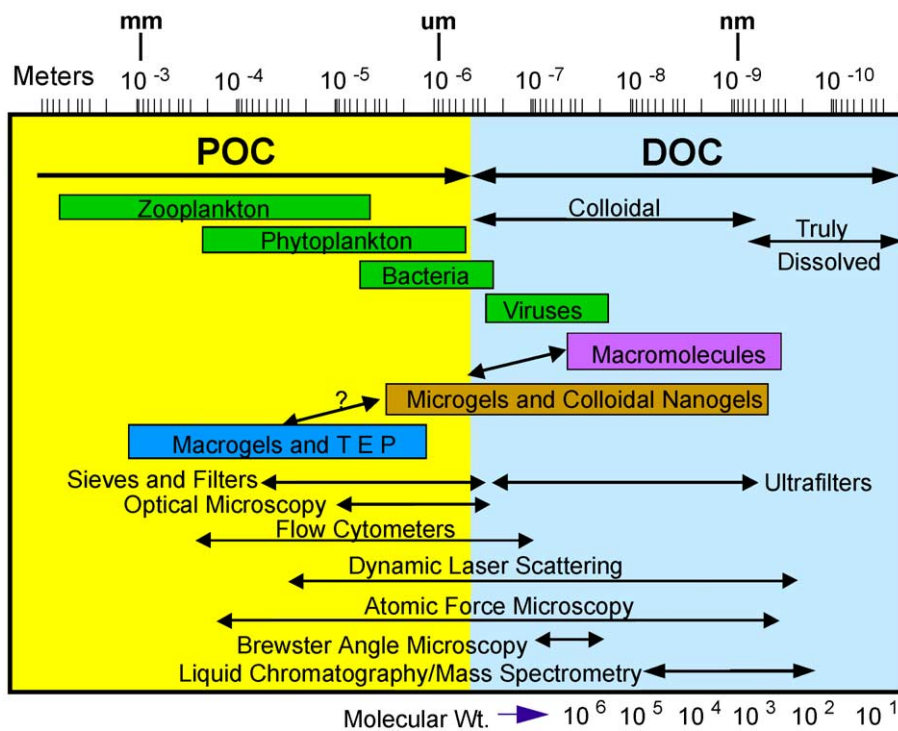 mm um nm
Meters 10 -3 10 -4 10 -5 10 -6 10 -7 10 -8 10 -9 10 -10
POC DOC
Zooplankton
Colloidal
Phytoplankton
Truly
Dissolved
Bacteria
Viruses
Macromolecules
?
Microgels and Colloidal Nanogels
Macrogels and T E P
Sieves and Filters Ultrafilters
Optical Microscopy
Flow Cytometers
Dynamic Laser Scattering
Atomic Force Microscopy
Brewster Angle Microscopy
Liquid Chromatography/Mass Spectrometry
Molecular Wt. 10 6 10 5 10 4 10 3 10 2 10 1